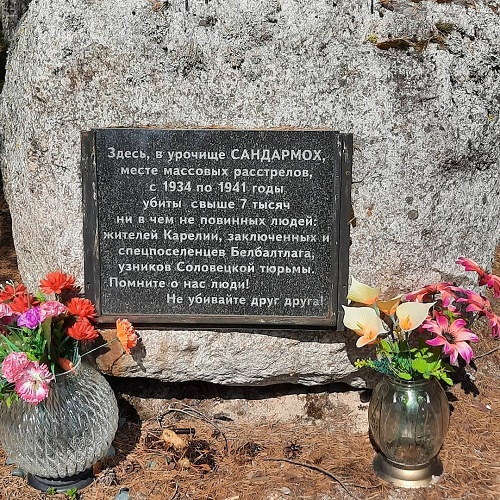 Здесь, в урочище САНДАРМОХ,
месте массовых расстрелов,
с 1934 по 1941 годы
убиты свыше 7 тысяч
ни в чем не повинных людей:
жителей Карелии, заключенных и
спецпоселенцев Белбалтлага,
узников Соловецкой тюрьмы.
Помните о нас люди!
Не убивайте друг друга!